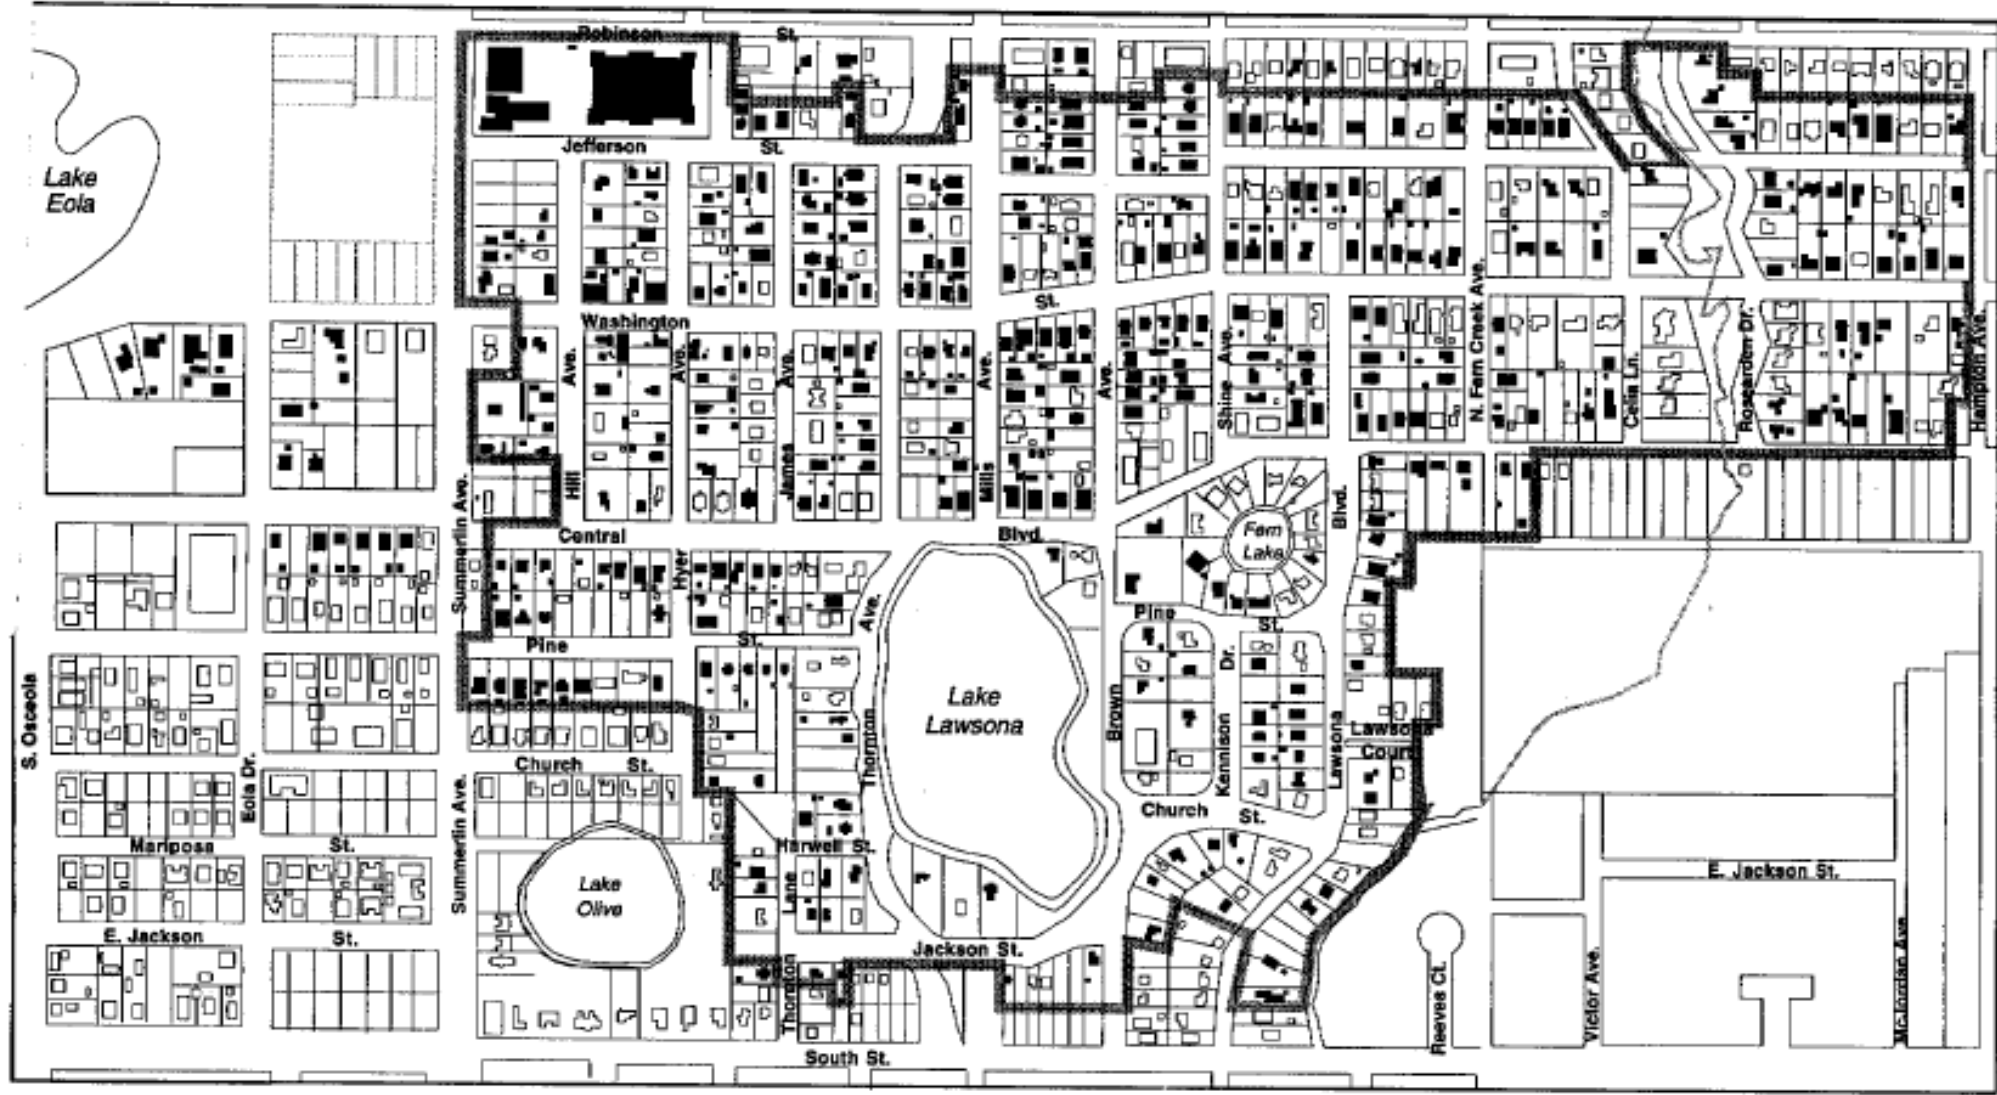 Robinson St.
Jefferson St.
Lake
Eola
St.
Washington
Hill Ave.
Ave.
James Ave.
Mills Ave.
Ave.
Shine Ave.
N. Fern Creek Ave.
Celin Ln.
Rosearden Dr.
Hampton Ave.
Summerlin Ave.
Central Blvd.
Hyer
Fern
Lake
Blvd.
Pine St.
Pine St.
Ave.
Thornton
Lake
Lawsona
Brown
Kennison Dr.
Lawsona
Lawsona
Court
S. Osceola
Eola Dr.
Church St.
Church St.
Summerlin Ave.
Mariposa St.
Harwell St.
Lane
Lake
Olive
E. Jackson St.
E. Jackson St.
Jackson St.
Thornton
Reeves Ct.
Victor Ave.
McJordan Ave
South St.